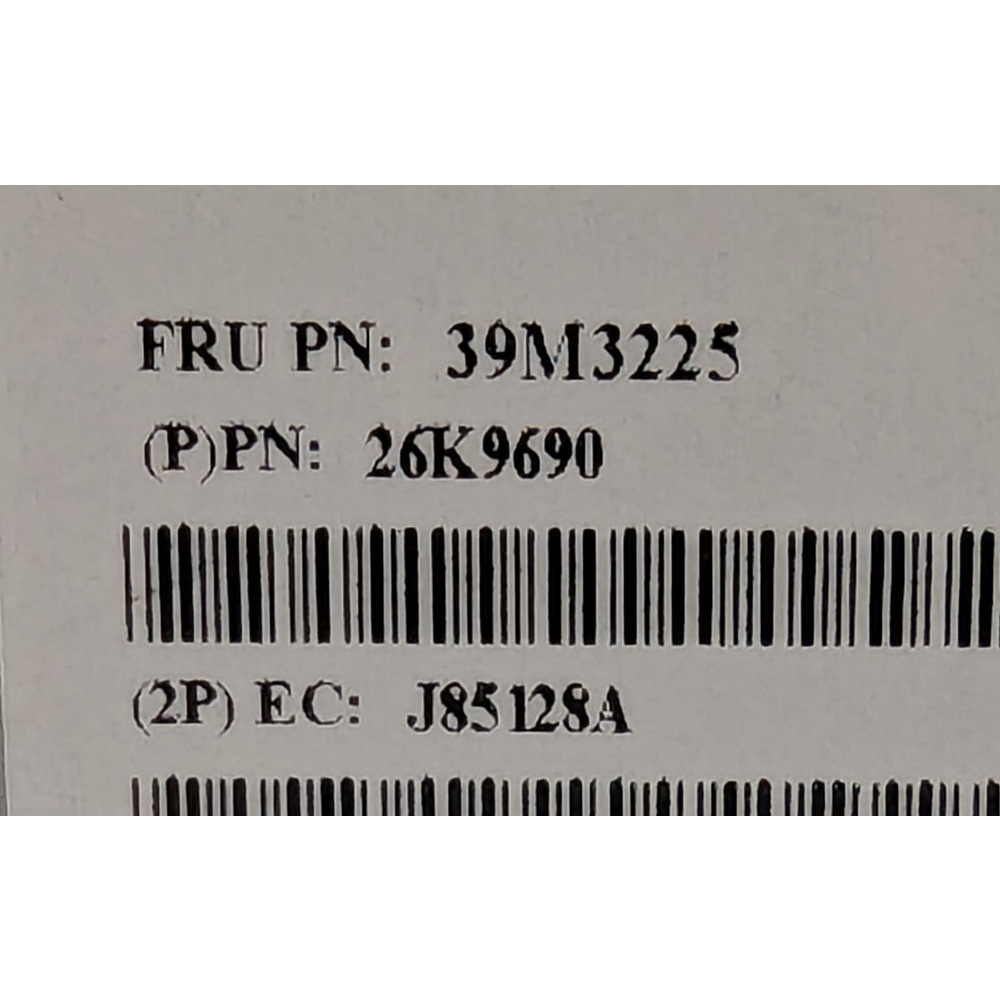 FRU PN: 39M3225
(P)PN: 26K9690
(2P) EC: J85128A